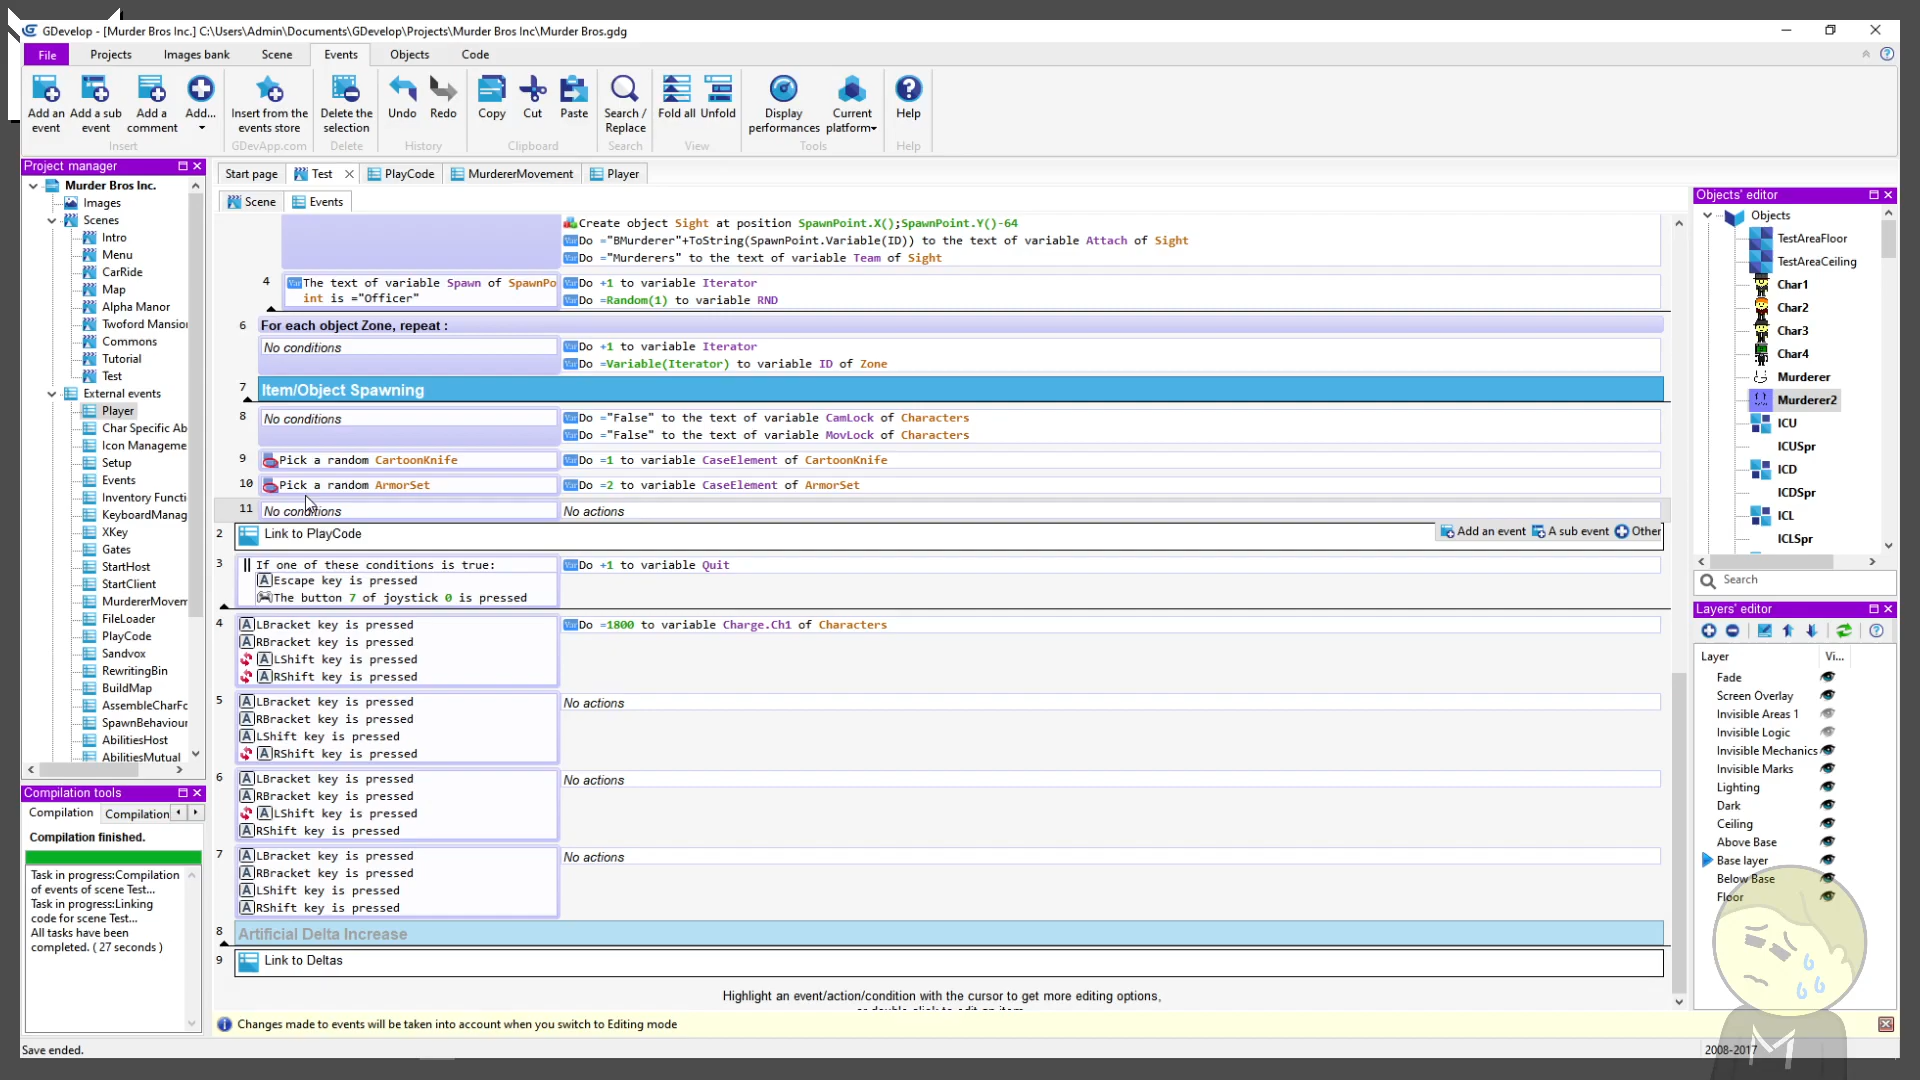 GDevelop - [Murder Bros Inc.] C:\Users\Admin\Documents\GDevelop\Projects\Murder Bros Inc\Murder Bros.gdg
File Projects Images bank Scene Events Objects Code
Add an event
Add a sub event
Add a comment
Add...
Insert from the events store
Delete the selection
Undo
Redo
Copy
Cut
Paste
Search / Replace
Fold all
Unfold
Display performances
Current platform
Help
Insert GDevApp.com Delete History Clipboard Search View Tools Help
Project manager
Murder Bros Inc.
Images
Scenes
Intro
Menu
CarRide
Map
Alpha Manor
Twoford Mansion
Commons
Tutorial
Test
External events
Player
Char Specific Ab
Icon Manageme
Setup
Events
Inventory Functi
KeyboardManag
XKey
Gates
StartHost
StartClient
MurdererMovem
FileLoader
PlayCode
Sandvox
RewritingBin
BuildMap
AssembleCharFo
SpawnBehaviour
AbilitiesHost
AbilitiesMutual
Compilation tools
Compilation Compilation
Compilation finished.
Task in progress:Compilation
of events of scene Test...
Task in progress:Linking
code for scene Test...
All tasks have been
completed. ( 27 seconds )
Save ended.
Start page Test PlayCode MurdererMovement Player
Scene Events
Create object Sight at position SpawnPoint.X();SpawnPoint.Y()-64
Do ="BMurderer"+ToString(SpawnPoint.Variable(ID)) to the text of variable Attach of Sight
Do ="Murderers" to the text of variable Team of Sight
4 The text of variable Spawn of SpawnPo
int is ="Officer"
Do +1 to variable Iterator
Do =Random(1) to variable RND
6 For each object Zone, repeat :
No conditions
Do +1 to variable Iterator
Do =Variable(Iterator) to variable ID of Zone
7 Item/Object Spawning
8 No conditions
Do ="False" to the text of variable CamLock of Characters
Do ="False" to the text of variable MovLock of Characters
9 Pick a random CartoonKnife Do =1 to variable CaseElement of CartoonKnife
10 Pick a random ArmorSet Do =2 to variable CaseElement of ArmorSet
11 No conditions No actions
2 Link to PlayCode
Add an event A sub event Other
3 If one of these conditions is true: Do +1 to variable Quit
Escape key is pressed
The button 7 of joystick 0 is pressed
4 LBracket key is pressed Do =1800 to variable Charge.Ch1 of Characters
RBracket key is pressed
LShift key is pressed
RShift key is pressed
5 LBracket key is pressed No actions
RBracket key is pressed
LShift key is pressed
RShift key is pressed
6 LBracket key is pressed No actions
RBracket key is pressed
LShift key is pressed
RShift key is pressed
7 LBracket key is pressed No actions
RBracket key is pressed
LShift key is pressed
RShift key is pressed
8 Artificial Delta Increase
9 Link to Deltas
Highlight an event/action/condition with the cursor to get more editing options,
Changes made to events will be taken into account when you switch to Editing mode
Objects' editor
Objects
TestAreaFloor
TestAreaCeiling
Char1
Char2
Char3
Char4
Murderer
Murderer2
ICU
ICUSpr
ICD
ICDSpr
ICL
ICLSpr
Search
Layers' editor
Layer Vi...
Fade
Screen Overlay
Invisible Areas 1
Invisible Logic
Invisible Mechanics
Invisible Marks
Lighting
Dark
Ceiling
Above Base
Base layer
Below Base
Floor
2008-2017